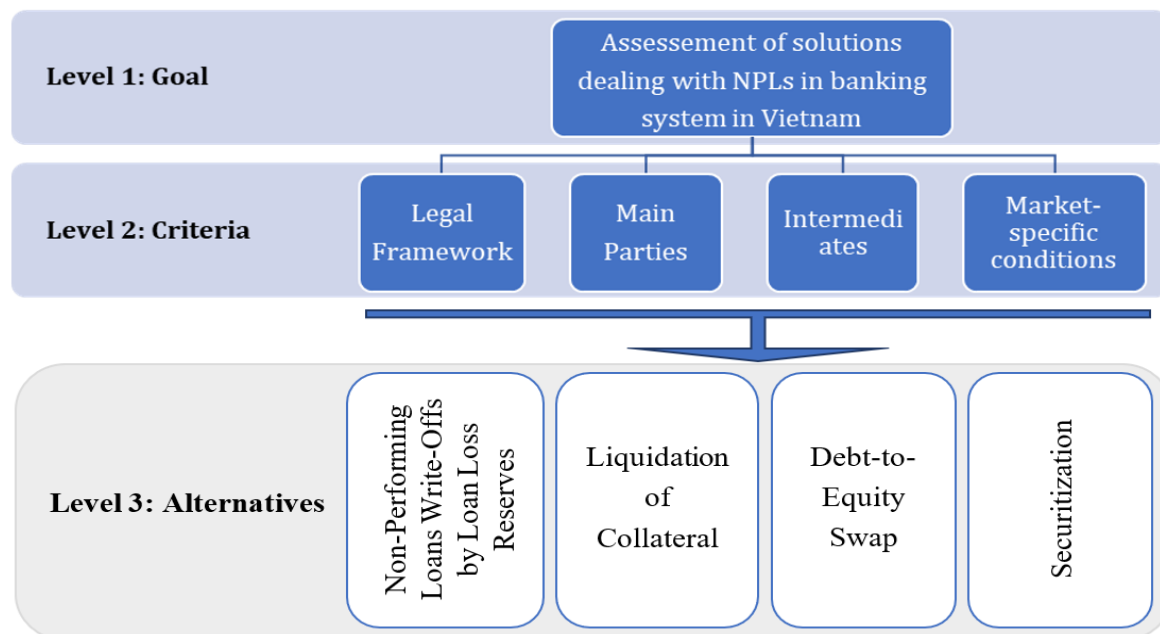 Level 1: Goal
Assessement of solutions
dealing with NPLs in banking
system in Vietnam
Level 2: Criteria
Legal
Framework
Main
Parties
Intermedi
ates
Market-
specific
conditions
Level 3: Alternatives
Non-Performing
Loans Write-Offs
by Loan Loss
Reserves
Liquidation
of
Collateral
Debt-to-
Equity
Swap
Securitization